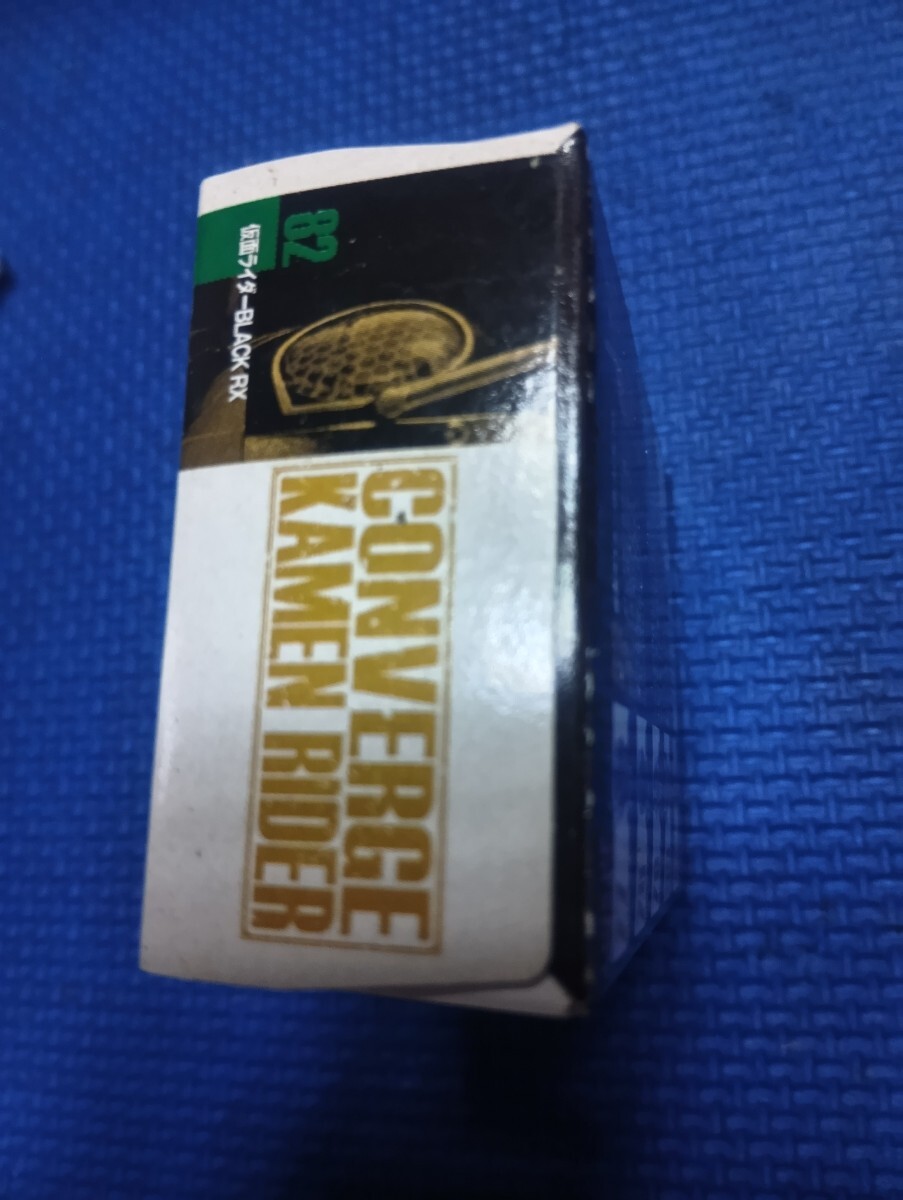 82
仮面ライダーBLACK RX
CONVERGE
KAMEN RIDER